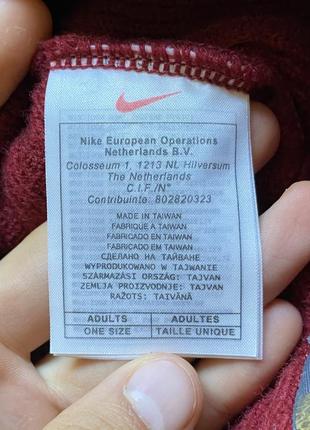 Nike European Operations
Netherlands B.V.
Colosseum 1, 1213 NL Hilversum
The Netherlands
C.I.F./N°
Contribuinte: 802820323
MADE IN TAIWAN
FABRIQUE A TAIWAN
FABRICADO EN TAIWAN
FABRICADO EM TAIWAN
СДЕЛАНО НА ТАЙВАНЕ
WYPRODUKOWANO W TAJWANIE
SZÁRMAZÁSI ORSZÁG: TAJVAN
ZEMLJA PROIZVODNJE: TAJVAN
RAŽOTS: TAIVĀNĀ
ADULTS ADULTES
ONE SIZE TAILLE UNIQUE